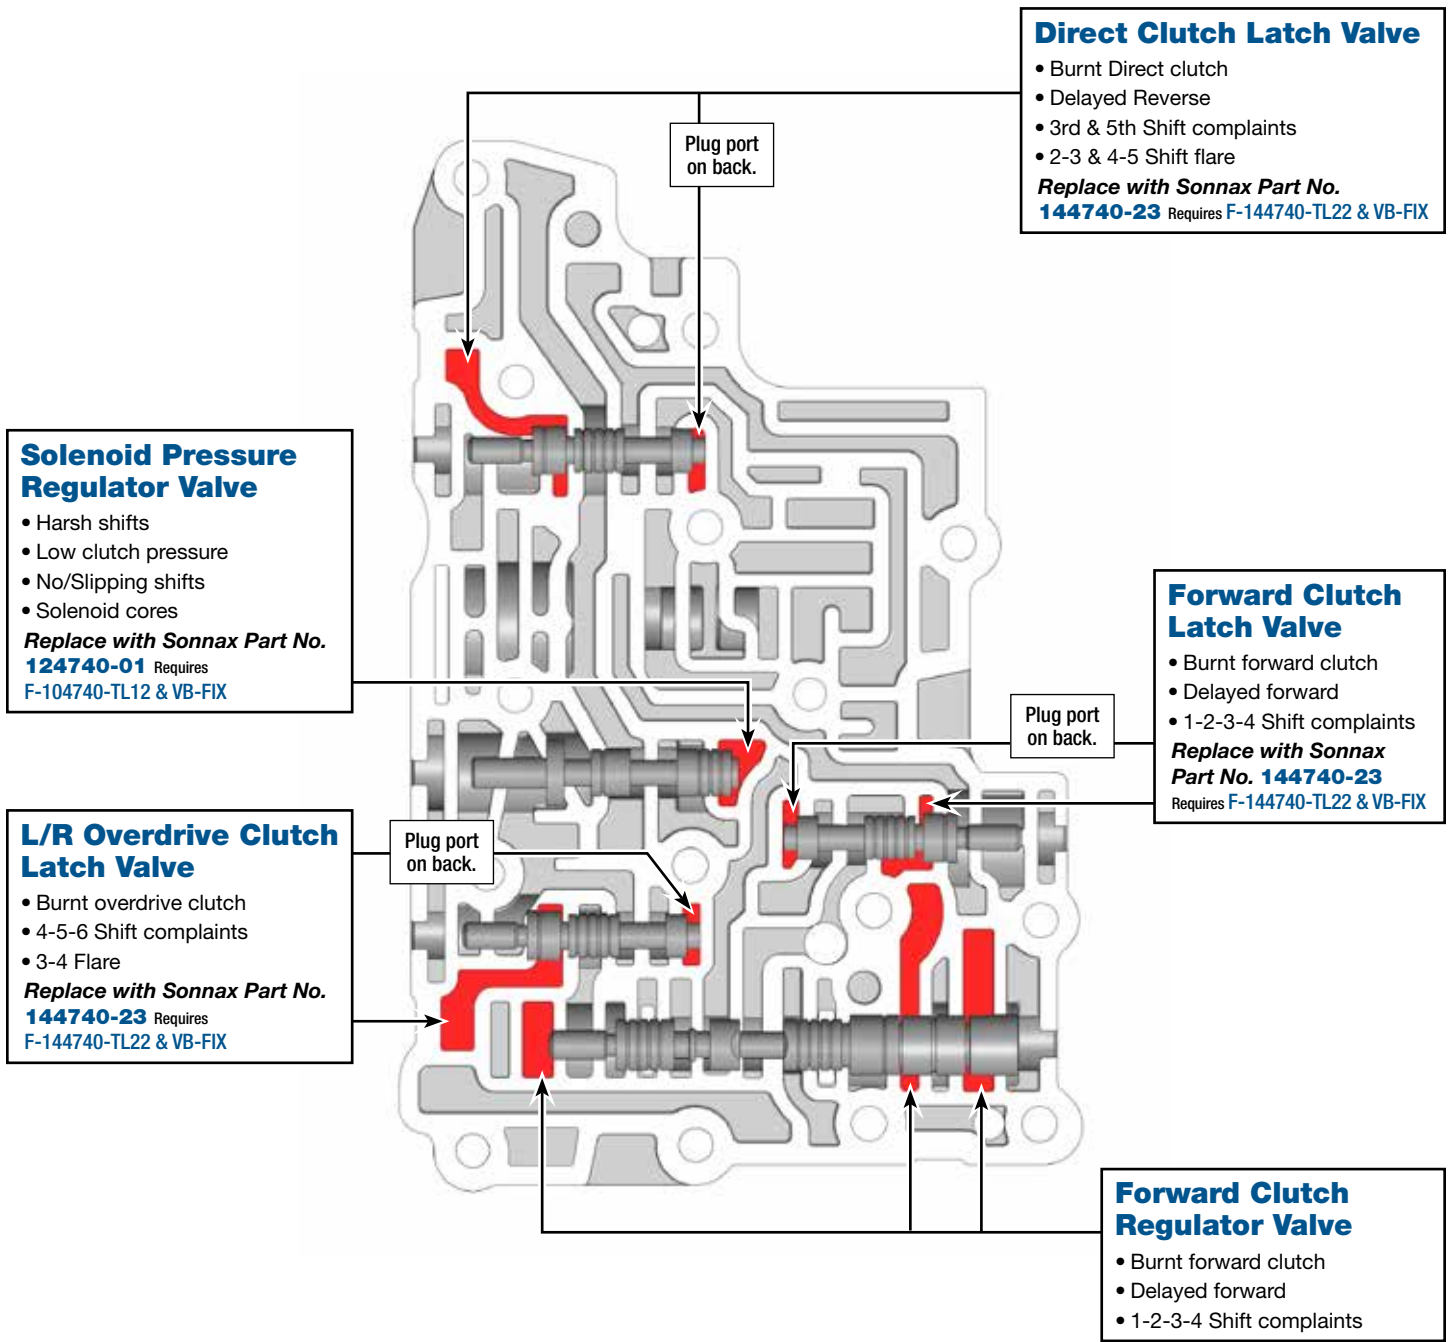 Direct Clutch Latch Valve
• Burnt Direct clutch
• Delayed Reverse
• 3rd & 5th Shift complaints
• 2-3 & 4-5 Shift flare
Replace with Sonnax Part No.
144740-23 Requires F-144740-TL22 & VB-FIX
Plug port
on back.
Solenoid Pressure
Regulator Valve
• Harsh shifts
• Low clutch pressure
• No/Slipping shifts
• Solenoid cores
Replace with Sonnax Part No.
124740-01 Requires
F-104740-TL12 & VB-FIX
Forward Clutch
Latch Valve
• Burnt forward clutch
• Delayed forward
• 1-2-3-4 Shift complaints
Replace with Sonnax
Part No. 144740-23
Requires F-144740-TL22 & VB-FIX
Plug port
on back.
L/R Overdrive Clutch
Latch Valve
• Burnt overdrive clutch
• 4-5-6 Shift complaints
• 3-4 Flare
Replace with Sonnax Part No.
144740-23 Requires
F-144740-TL22 & VB-FIX
Plug port
on back.
Forward Clutch
Regulator Valve
• Burnt forward clutch
• Delayed forward
• 1-2-3-4 Shift complaints